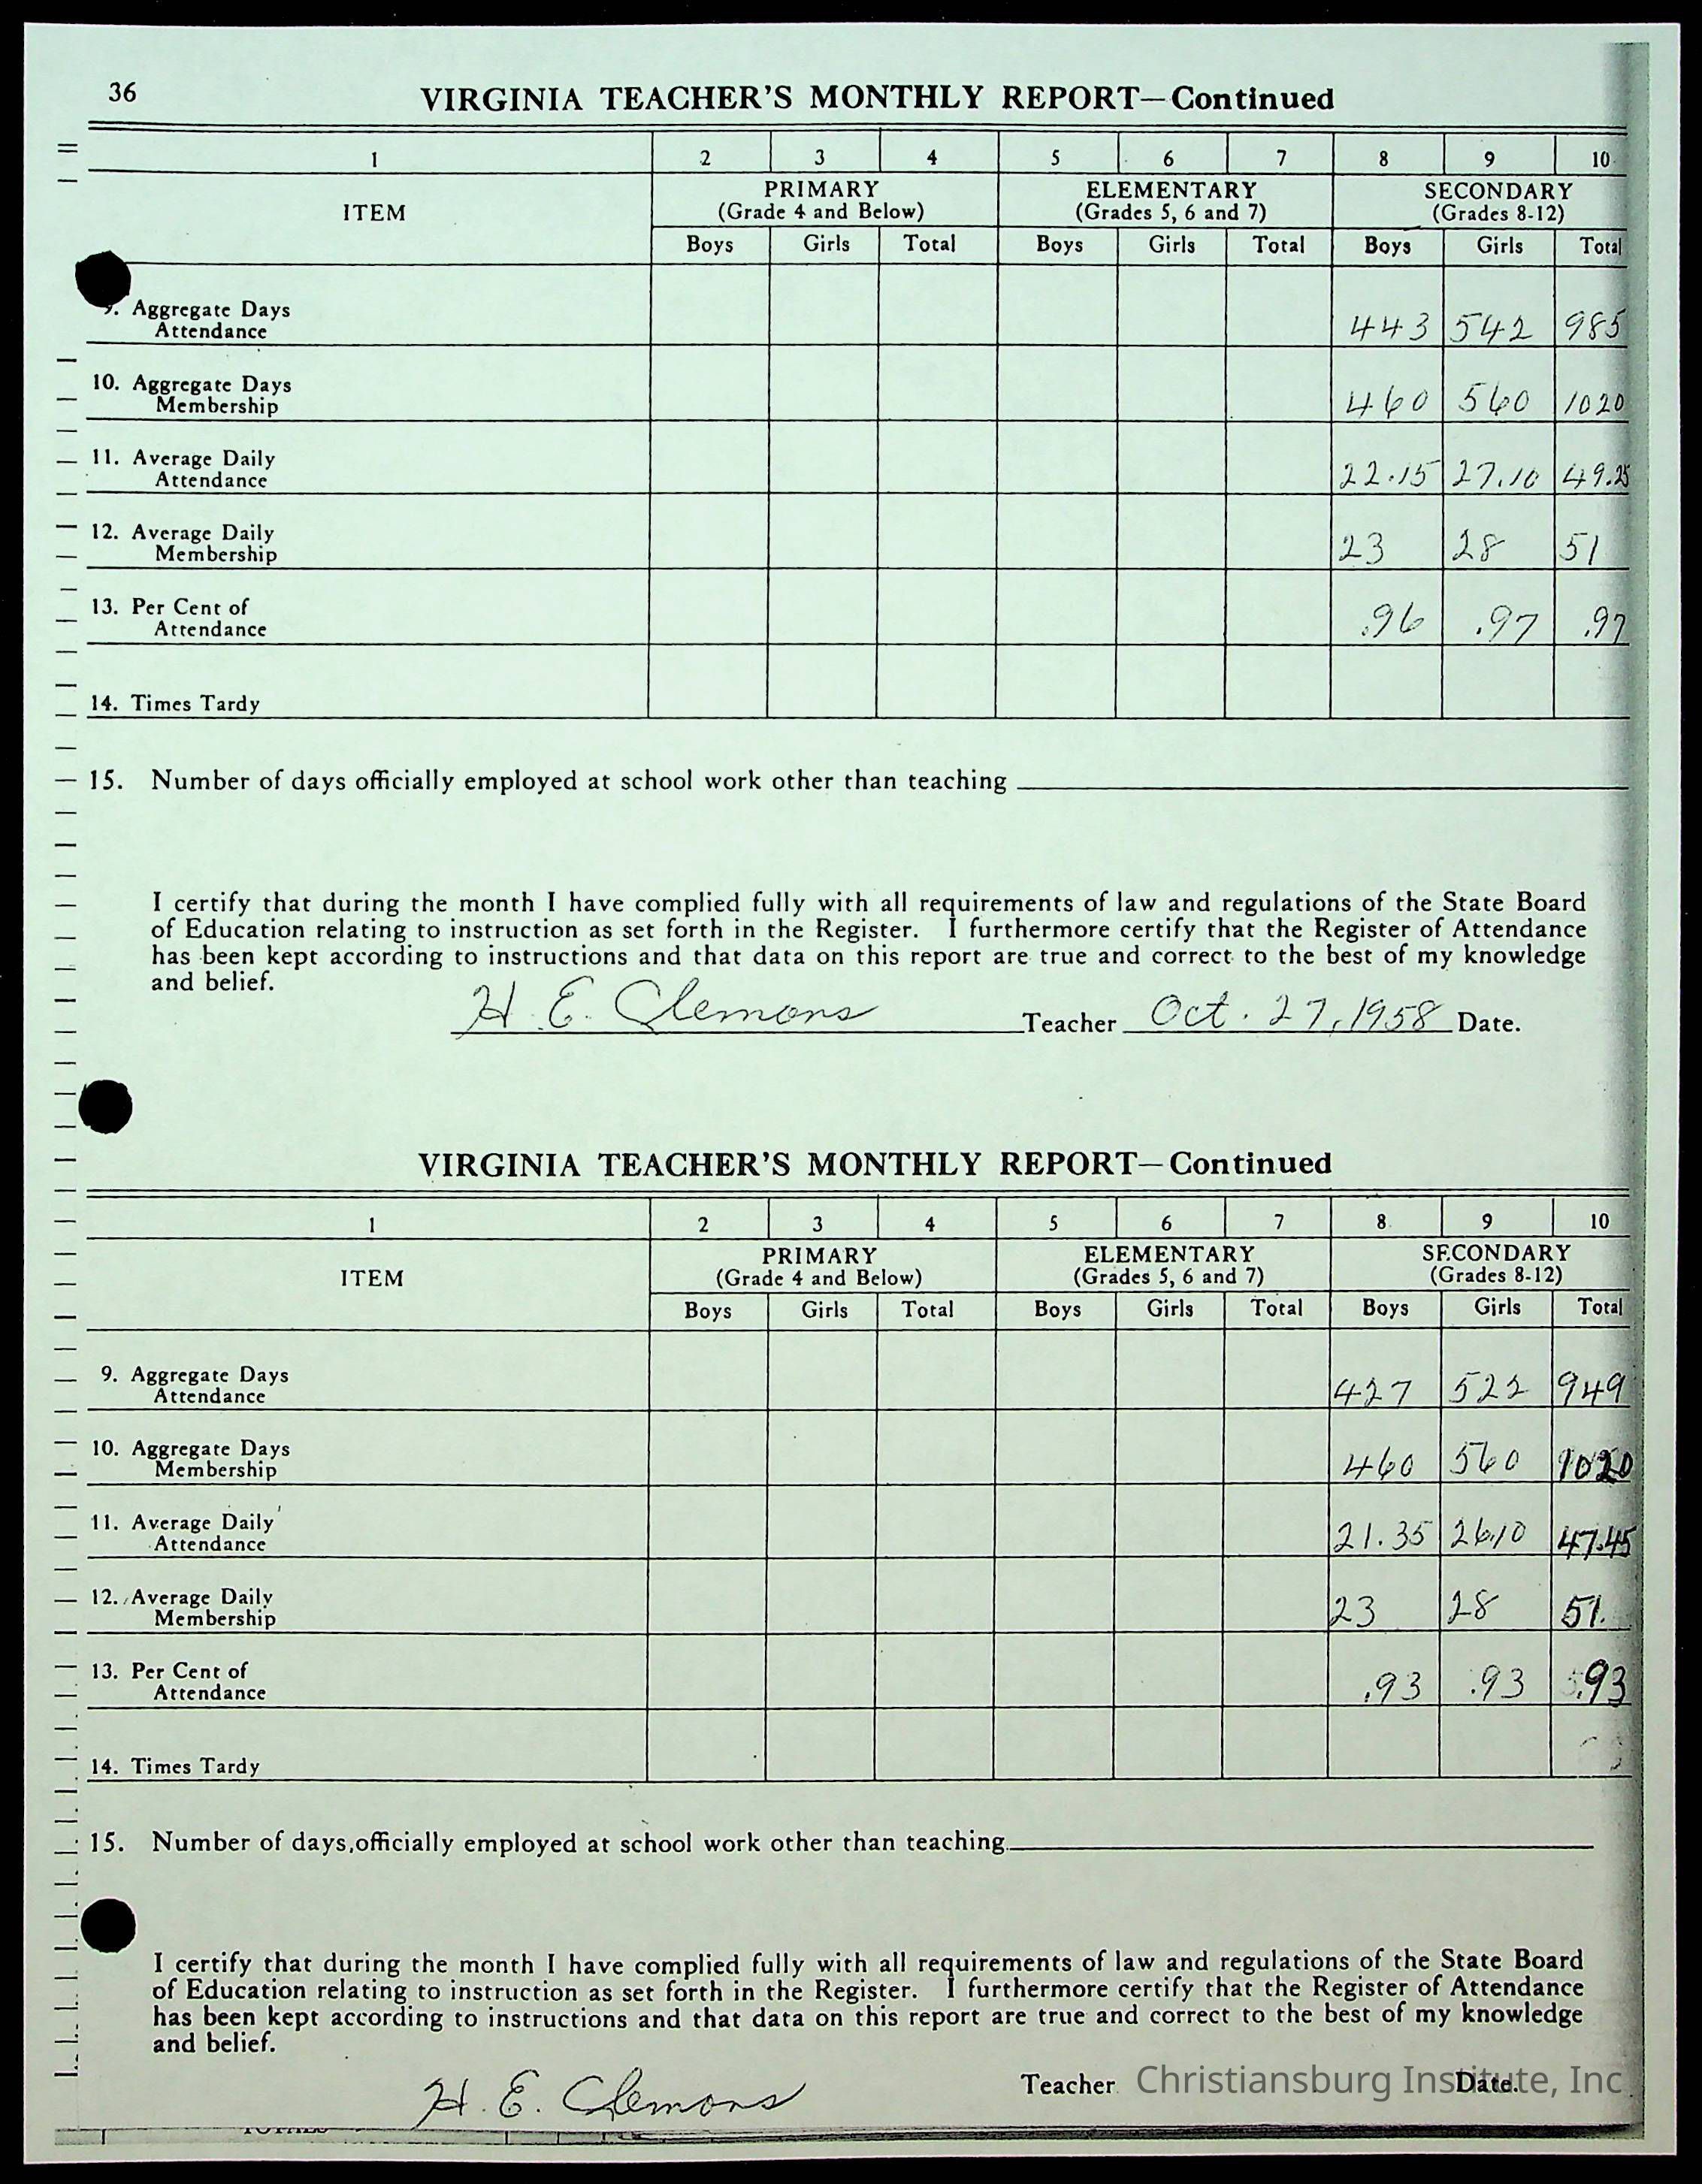 36
VIRGINIA TEACHER'S MONTHLY REPORT—Continued
1 2 3 4 5 6 7 8 9 10
ITEM
PRIMARY ELEMENTARY SECONDARY
(Grade 4 and Below) (Grades 5, 6 and 7) (Grades 8-12)
Boys Girls Total Boys Girls Total Boys Girls Total
9. Aggregate Days
Attendance 443 542 985
10. Aggregate Days
Membership 460 560 1020
11. Average Daily
Attendance 22.15 27.10 49.25
12. Average Daily
Membership 23 28 51
13. Per Cent of
Attendance .96 .97 .97
14. Times Tardy
15. Number of days officially employed at school work other than teaching
I certify that during the month I have complied fully with all requirements of law and regulations of the State Board
of Education relating to instruction as set forth in the Register. I furthermore certify that the Register of Attendance
has been kept according to instructions and that data on this report are true and correct to the best of my knowledge
and belief.
H. E. Clemons Teacher Oct. 27, 1958 Date.
VIRGINIA TEACHER'S MONTHLY REPORT—Continued
1 2 3 4 5 6 7 8 9 10
ITEM
PRIMARY ELEMENTARY SECONDARY
(Grade 4 and Below) (Grades 5, 6 and 7) (Grades 8-12)
Boys Girls Total Boys Girls Total Boys Girls Total
9. Aggregate Days
Attendance 427 522 949
10. Aggregate Days
Membership 460 560 1020
11. Average Daily
Attendance 21.35 26.10 47.45
12. Average Daily
Membership 23 28 51.
13. Per Cent of
Attendance .93 .93 .93
14. Times Tardy
15. Number of days officially employed at school work other than teaching
I certify that during the month I have complied fully with all requirements of law and regulations of the State Board
of Education relating to instruction as set forth in the Register. I furthermore certify that the Register of Attendance
has been kept according to instructions and that data on this report are true and correct to the best of my knowledge
and belief.
H. E. Clemons Teacher Date.
Christiansburg Institute, Inc